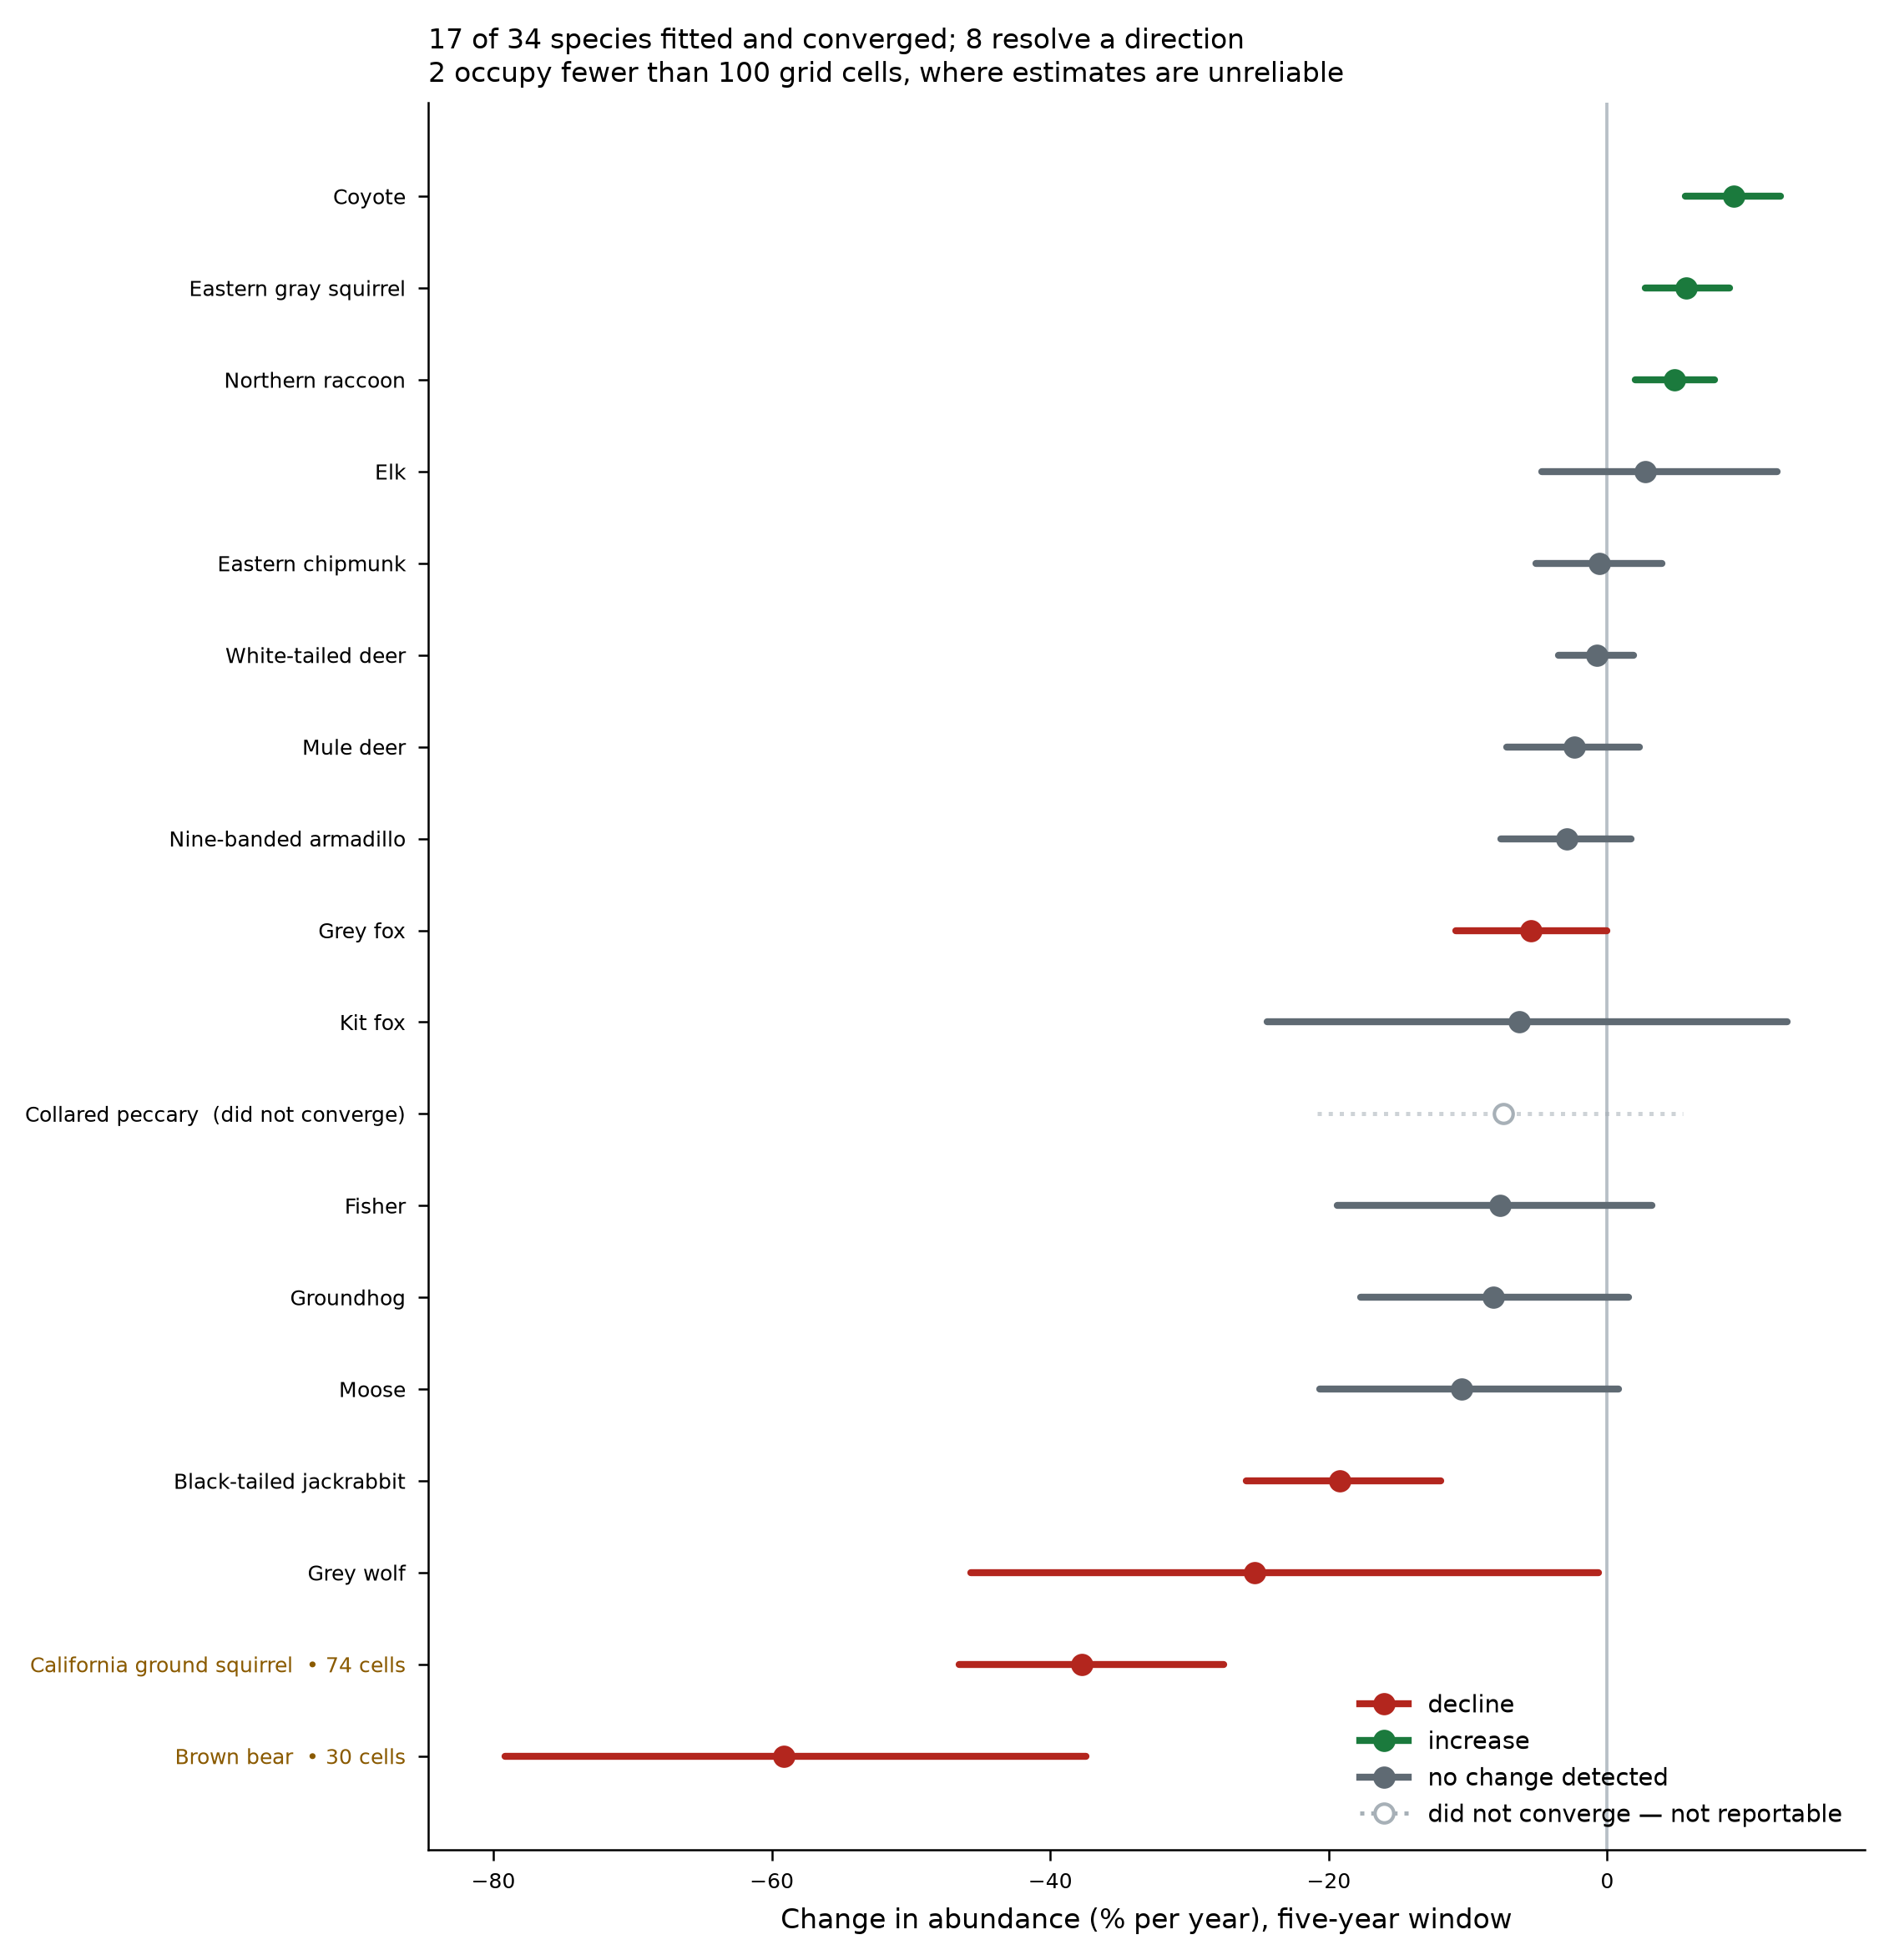 17 of 34 species fitted and converged; 8 resolve a direction
2 occupy fewer than 100 grid cells, where estimates are unreliable
Coyote
Eastern gray squirrel
Northern raccoon
Elk
Eastern chipmunk
White-tailed deer
Mule deer
Nine-banded armadillo
Grey fox
Kit fox
Collared peccary  (did not converge)
Fisher
Groundhog
Moose
Black-tailed jackrabbit
Grey wolf
California ground squirrel  • 74 cells
Brown bear  • 30 cells
decline
increase
no change detected
did not converge — not reportable
−80 −60 −40 −20 0
Change in abundance (% per year), five-year window